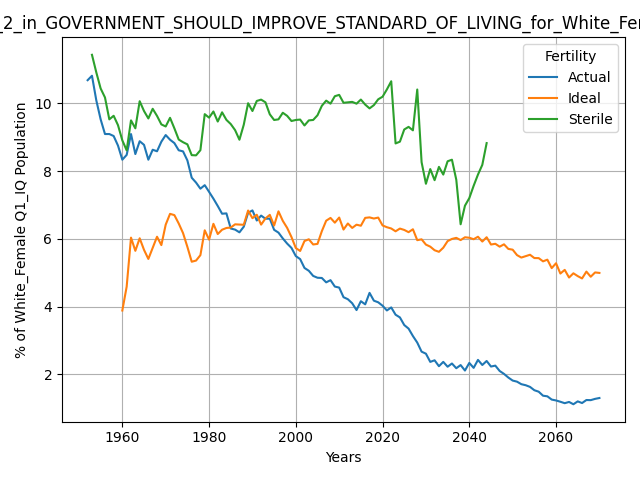 _2_in_GOVERNMENT_SHOULD_IMPROVE_STANDARD_OF_LIVING_for_White_Fe
% of White_Female Q1_IQ Population
Fertility
Actual
Ideal
Sterile
10
8
6
4
2
1960
1980
2000
2020
2040
2060
Years